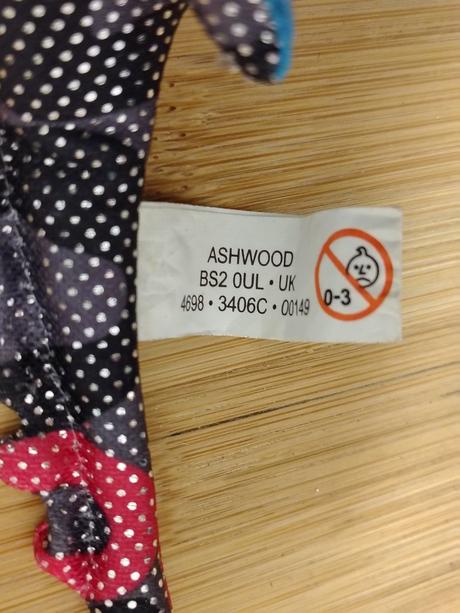 ASHWOOD
BS2 0UL • UK
4698 • 3406C • 00149
0-3